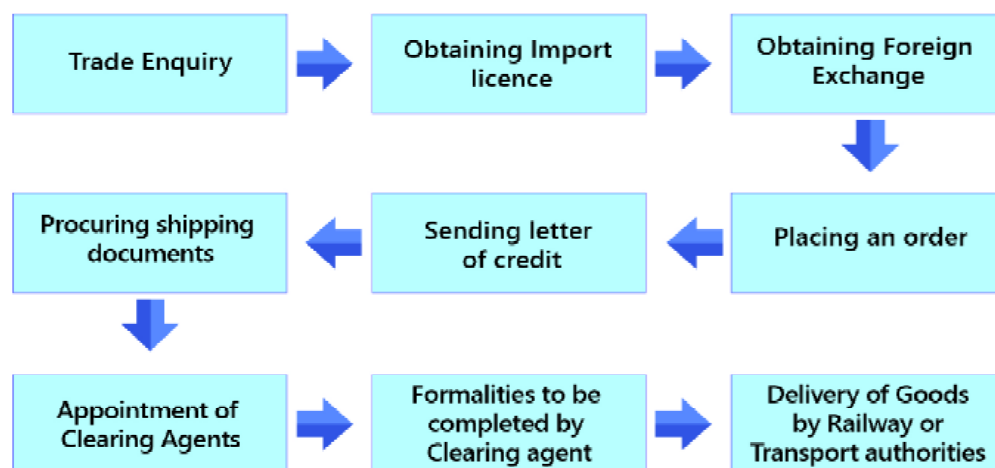 Trade Enquiry
Obtaining Import
licence
Obtaining Foreign
Exchange
Placing an order
Sending letter
of credit
Procuring shipping
documents
Appointment of
Clearing Agents
Formalities to be
completed by
Clearing agent
Delivery of Goods
by Railway or
Transport authorities